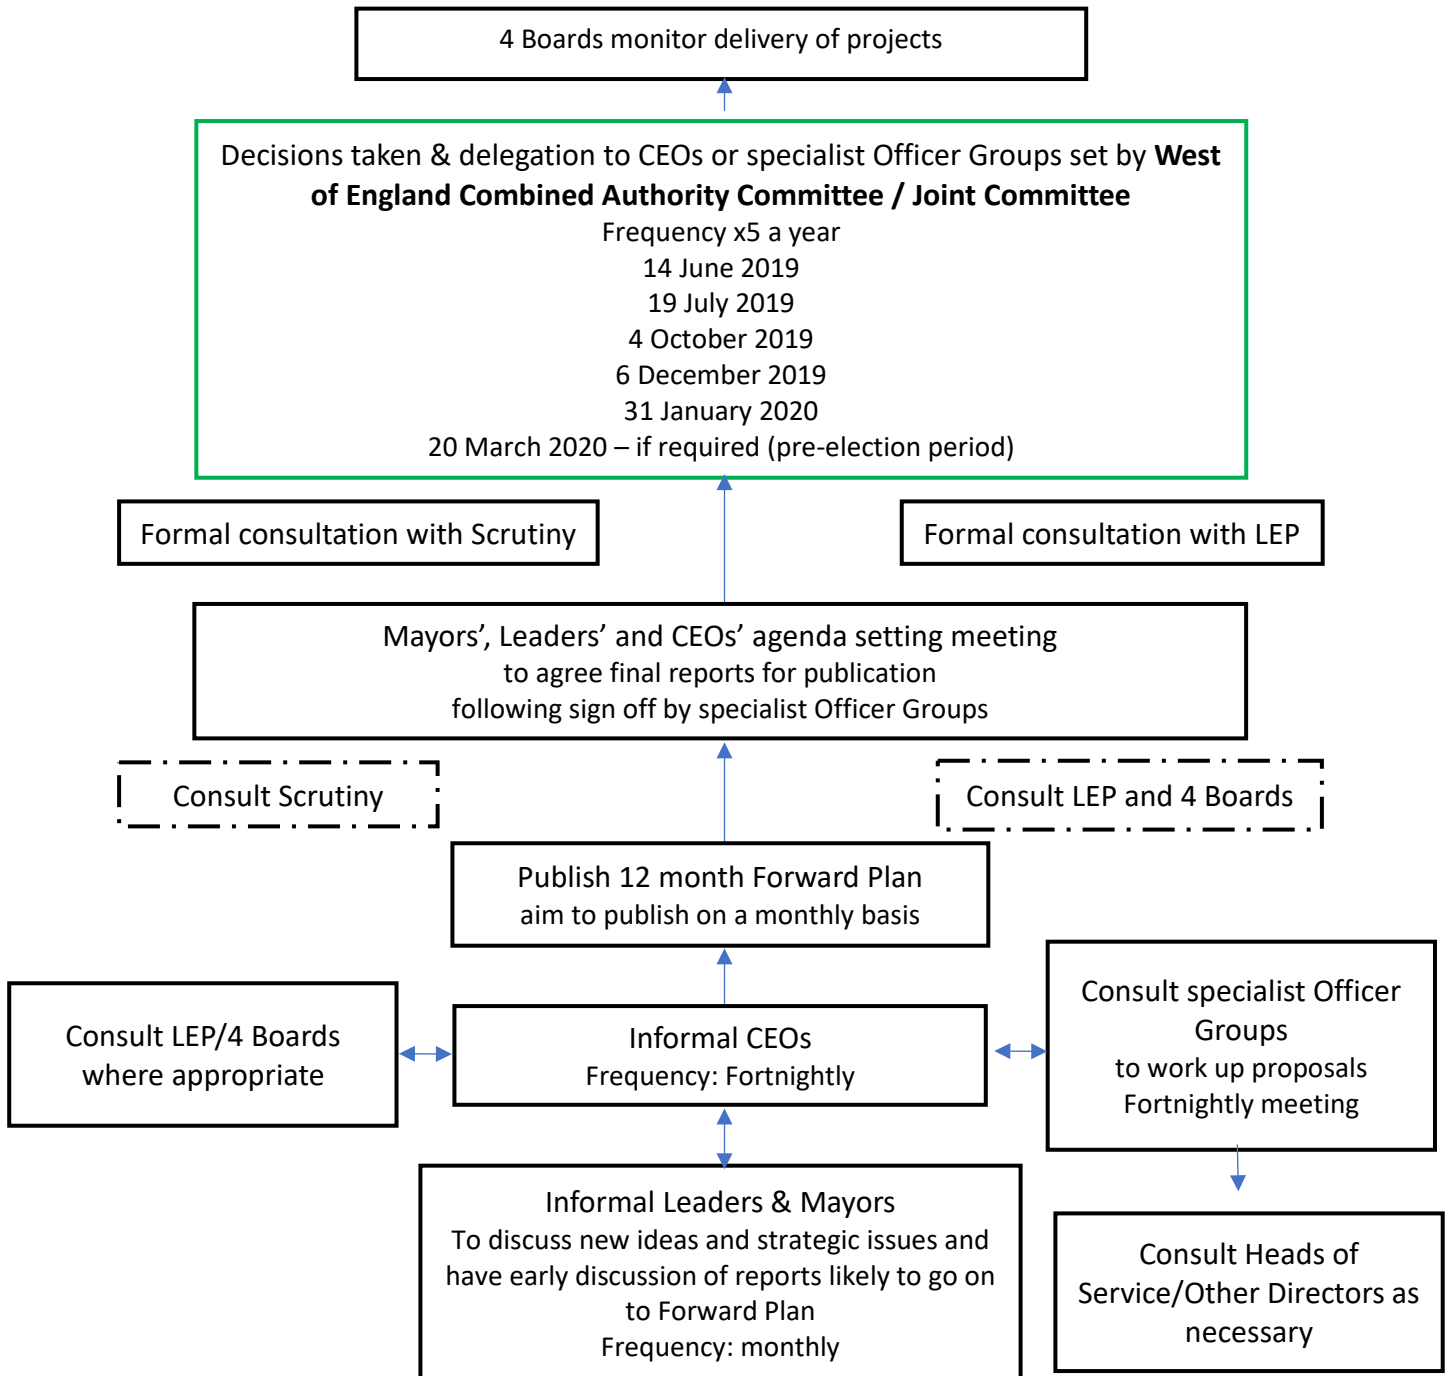 4 Boards monitor delivery of projects
Decisions taken & delegation to CEOs or specialist Officer Groups set by West
of England Combined Authority Committee / Joint Committee
Frequency x5 a year
14 June 2019
19 July 2019
4 October 2019
6 December 2019
31 January 2020
20 March 2020 – if required (pre-election period)
Formal consultation with Scrutiny
Formal consultation with LEP
Mayors’, Leaders’ and CEOs’ agenda setting meeting
to agree final reports for publication
following sign off by specialist Officer Groups
Consult Scrutiny
Consult LEP and 4 Boards
Publish 12 month Forward Plan
aim to publish on a monthly basis
Consult LEP/4 Boards
where appropriate
Informal CEOs
Frequency: Fortnightly
Consult specialist Officer
Groups
to work up proposals
Fortnightly meeting
Informal Leaders & Mayors
To discuss new ideas and strategic issues and
have early discussion of reports likely to go on
to Forward Plan
Frequency: monthly
Consult Heads of
Service/Other Directors as
necessary